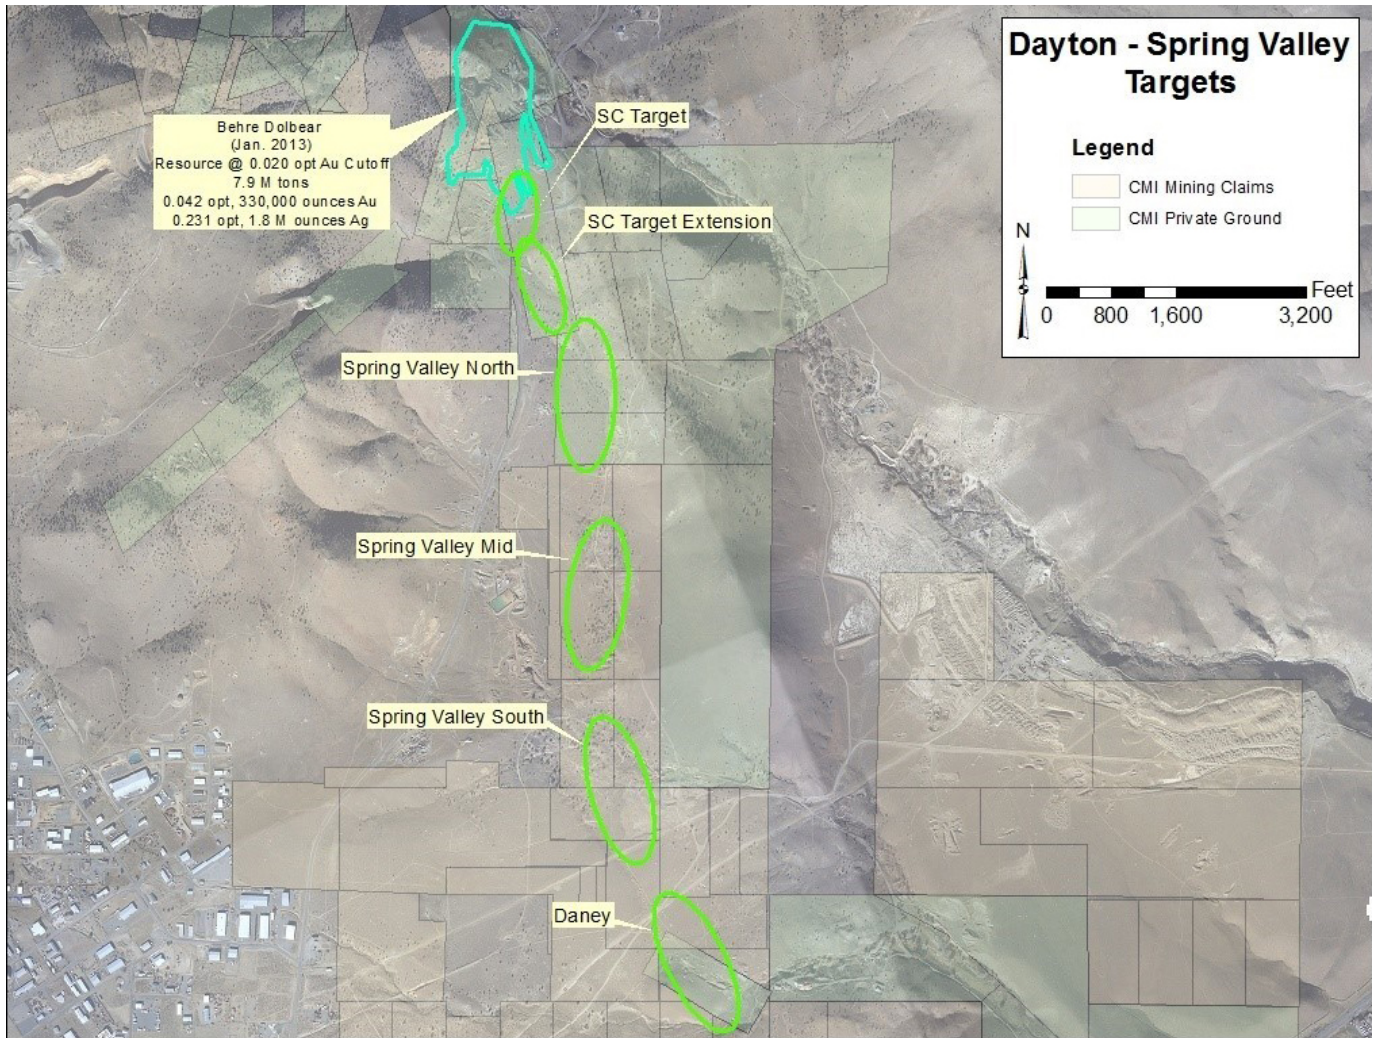 Dayton - Spring Valley
Targets
Legend
CMI Mining Claims
CMI Private Ground
N
Feet
0 800 1,600 3,200
Behre Dolbear
(Jan. 2013)
Resource @ 0.020 opt Au Cutoff
7.9 M tons
0.042 opt, 330,000 ounces Au
0.231 opt, 1.8 M ounces Ag
SC Target
SC Target Extension
Spring Valley North
Spring Valley Mid
Spring Valley South
Daney